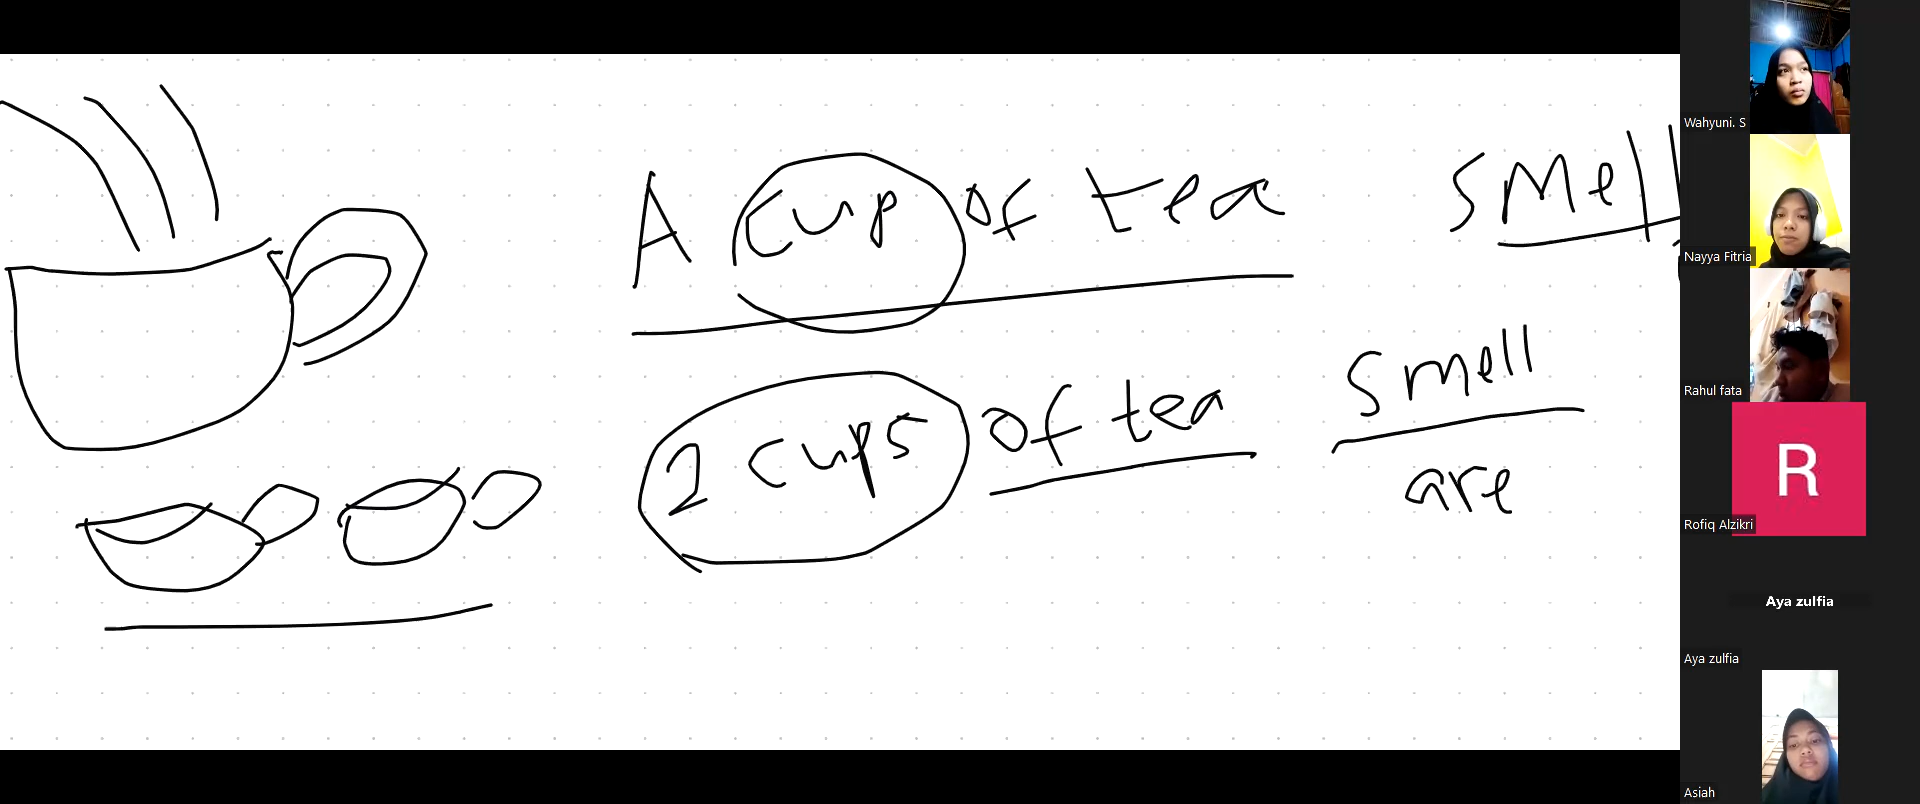 A cup of tea smell
2 cups of tea smell
are
Wahyuni. S
Nayya Fitria
Rahul fata
R
Rofiq Alzikri
Aya zulfia
Aya zulfia
Asiah